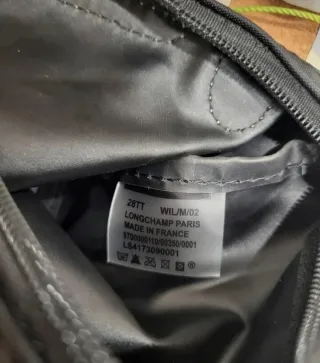 28TT WIL/M/02
LONGCHAMP PARIS
MADE IN FRANCE
LS4173090001